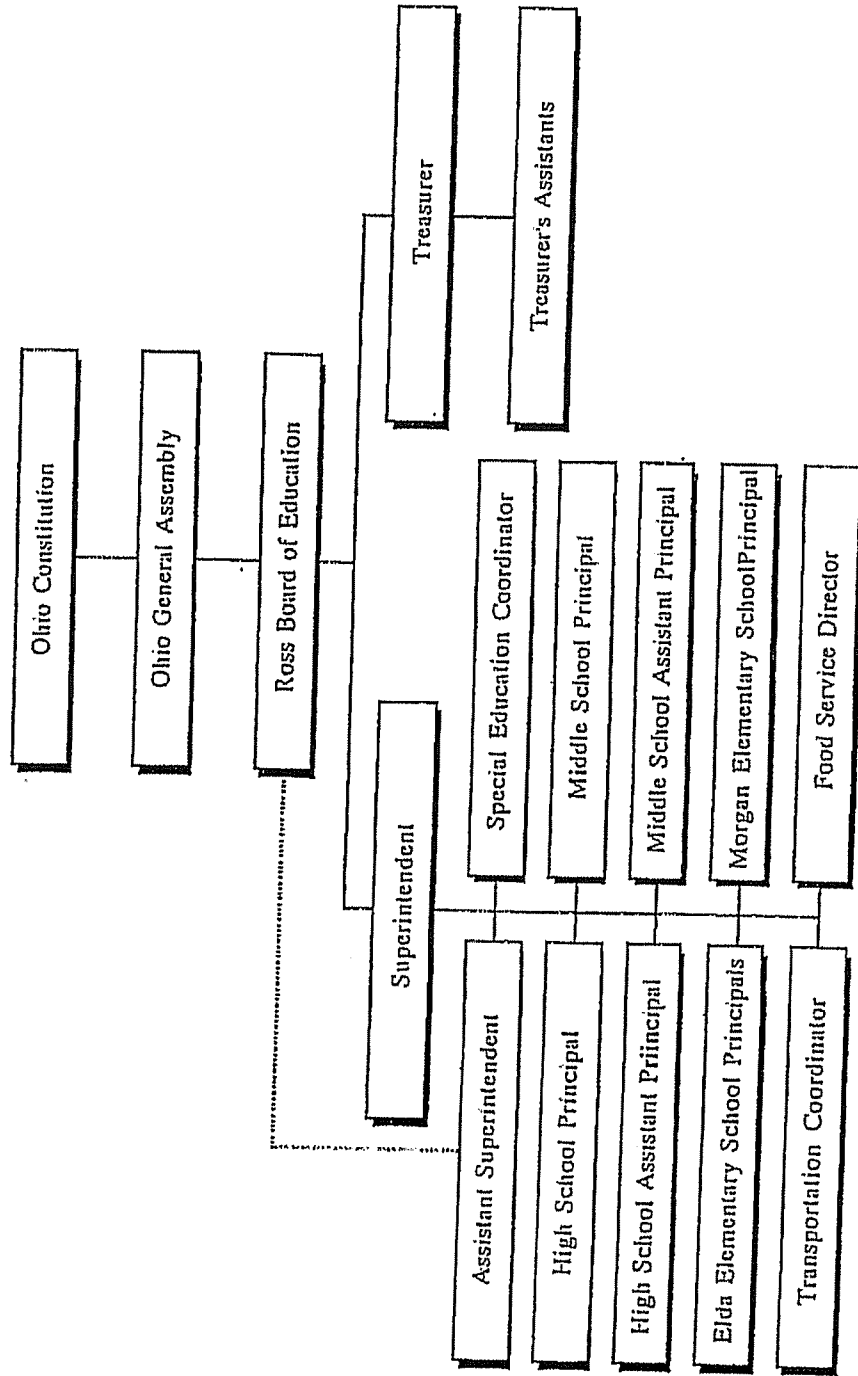 Ohio Constitution
Ohio General Assembly
Ross Board of Education
Superintendent
Treasurer
Treasurer's Assistants
Assistant Superintendent
Special Education Coordinator
High School Principal
Middle School Principal
High School Assistant Priincipal
Middle School Assistant Principal
Elda Elementary School Principals
Morgan Elementary SchoolPrincipal
Transportation Coordinator
Food Service Director